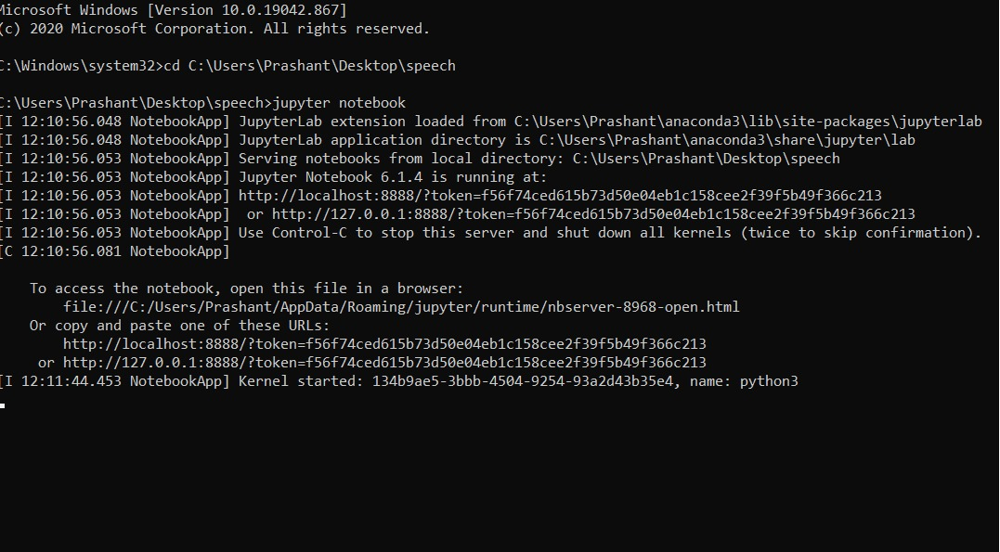 Microsoft Windows [Version 10.0.19042.867]
(c) 2020 Microsoft Corporation. All rights reserved.
C:\Windows\system32>cd C:\Users\Prashant\Desktop\speech
C:\Users\Prashant\Desktop\speech>jupyter notebook
[I 12:10:56.048 NotebookApp] JupyterLab extension loaded from C:\Users\Prashant\anaconda3\lib\site-packages\jupyterlab
[I 12:10:56.048 NotebookApp] JupyterLab application directory is C:\Users\Prashant\anaconda3\share\jupyter\lab
[I 12:10:56.053 NotebookApp] Serving notebooks from local directory: C:\Users\Prashant\Desktop\speech
[I 12:10:56.053 NotebookApp] Jupyter Notebook 6.1.4 is running at:
[I 12:10:56.053 NotebookApp] http://localhost:8888/?token=f56f74ced615b73d50e04eb1c158cee2f39f5b49f366c213
[I 12:10:56.053 NotebookApp]  or http://127.0.0.1:8888/?token=f56f74ced615b73d50e04eb1c158cee2f39f5b49f366c213
[I 12:10:56.053 NotebookApp] Use Control-C to stop this server and shut down all kernels (twice to skip confirmation).
[C 12:10:56.081 NotebookApp]
To access the notebook, open this file in a browser:
file:///C:/Users/Prashant/AppData/Roaming/jupyter/runtime/nbserver-8968-open.html
Or copy and paste one of these URLs:
http://localhost:8888/?token=f56f74ced615b73d50e04eb1c158cee2f39f5b49f366c213
or http://127.0.0.1:8888/?token=f56f74ced615b73d50e04eb1c158cee2f39f5b49f366c213
[I 12:11:44.453 NotebookApp] Kernel started: 134b9ae5-3bbb-4504-9254-93a2d43b35e4, name: python3